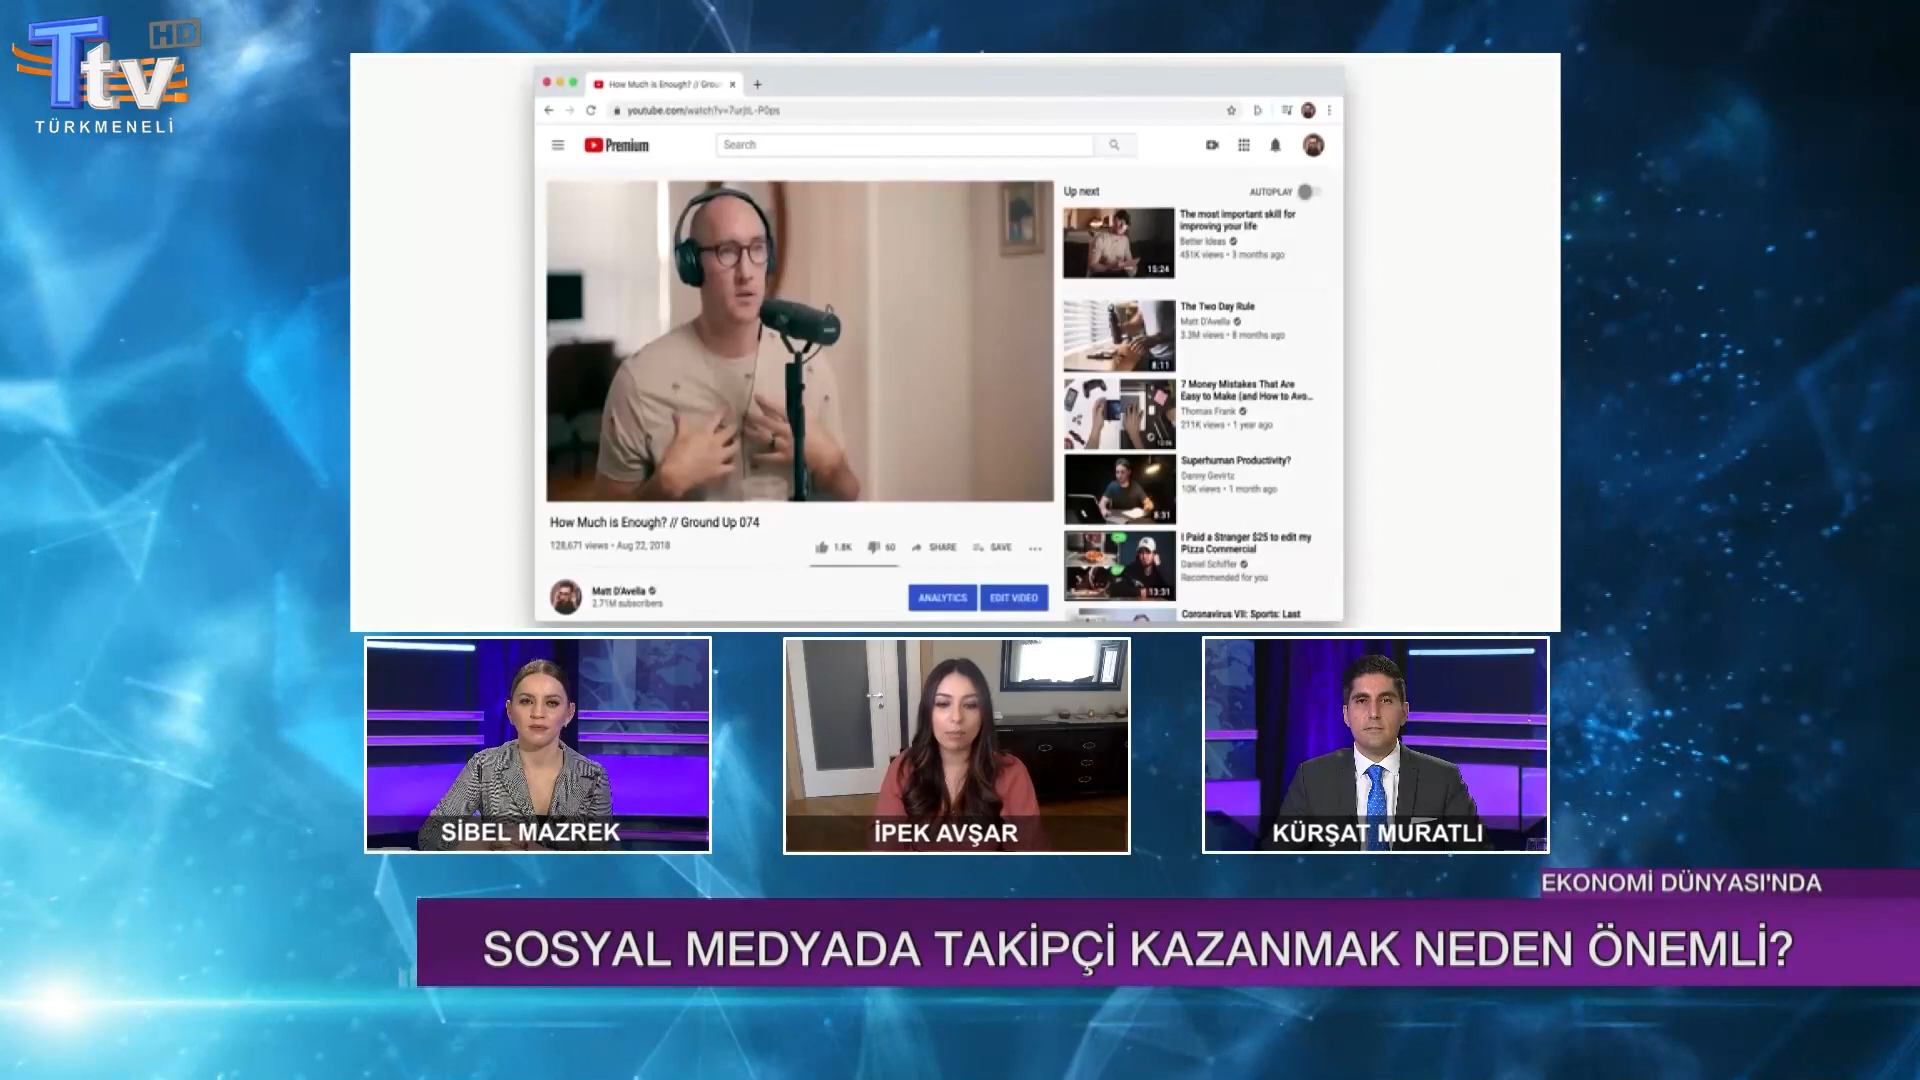 Ttv HD
TÜRKMENELİ
How Much is Enough? // Grou
youtube.com/watch?v=7urjtL-P0ps
Premium
Search
Up next
AUTOPLAY
The most important skill for
improving your life
Better Ideas
451K views • 3 months ago
15:24
The Two Day Rule
Matt D'Avella
3.3M views • 8 months ago
8:11
7 Money Mistakes That Are
Easy to Make (and How to Avo...
Thomas Frank
211K views • 1 year ago
Superhuman Productivity?
Danny Gevirtz
10K views • 1 month ago
8:31
I Paid a Stranger $25 to edit my
Pizza Commercial
Daniel Schiffer
Recommended for you
13:31
Coronavirus VII: Sports: Last
How Much is Enough? // Ground Up 074
128,671 views • Aug 22, 2018
1.8K
60
SHARE
SAVE
Matt D'Avella
2.71M subscribers
ANALYTICS
EDIT VIDEO
SİBEL MAZREK
İPEK AVŞAR
KÜRŞAT MURATLI
EKONOMİ DÜNYASI'NDA
SOSYAL MEDYADA TAKİPÇİ KAZANMAK NEDEN ÖNEMLİ?